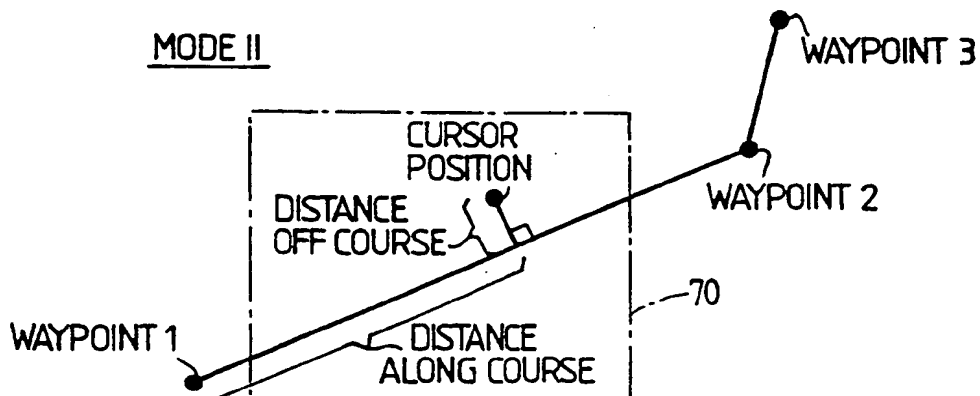 MODE II
WAYPOINT 3
CURSOR
POSITION
WAYPOINT 2
DISTANCE
OFF COURSE
70
WAYPOINT 1
DISTANCE
ALONG COURSE